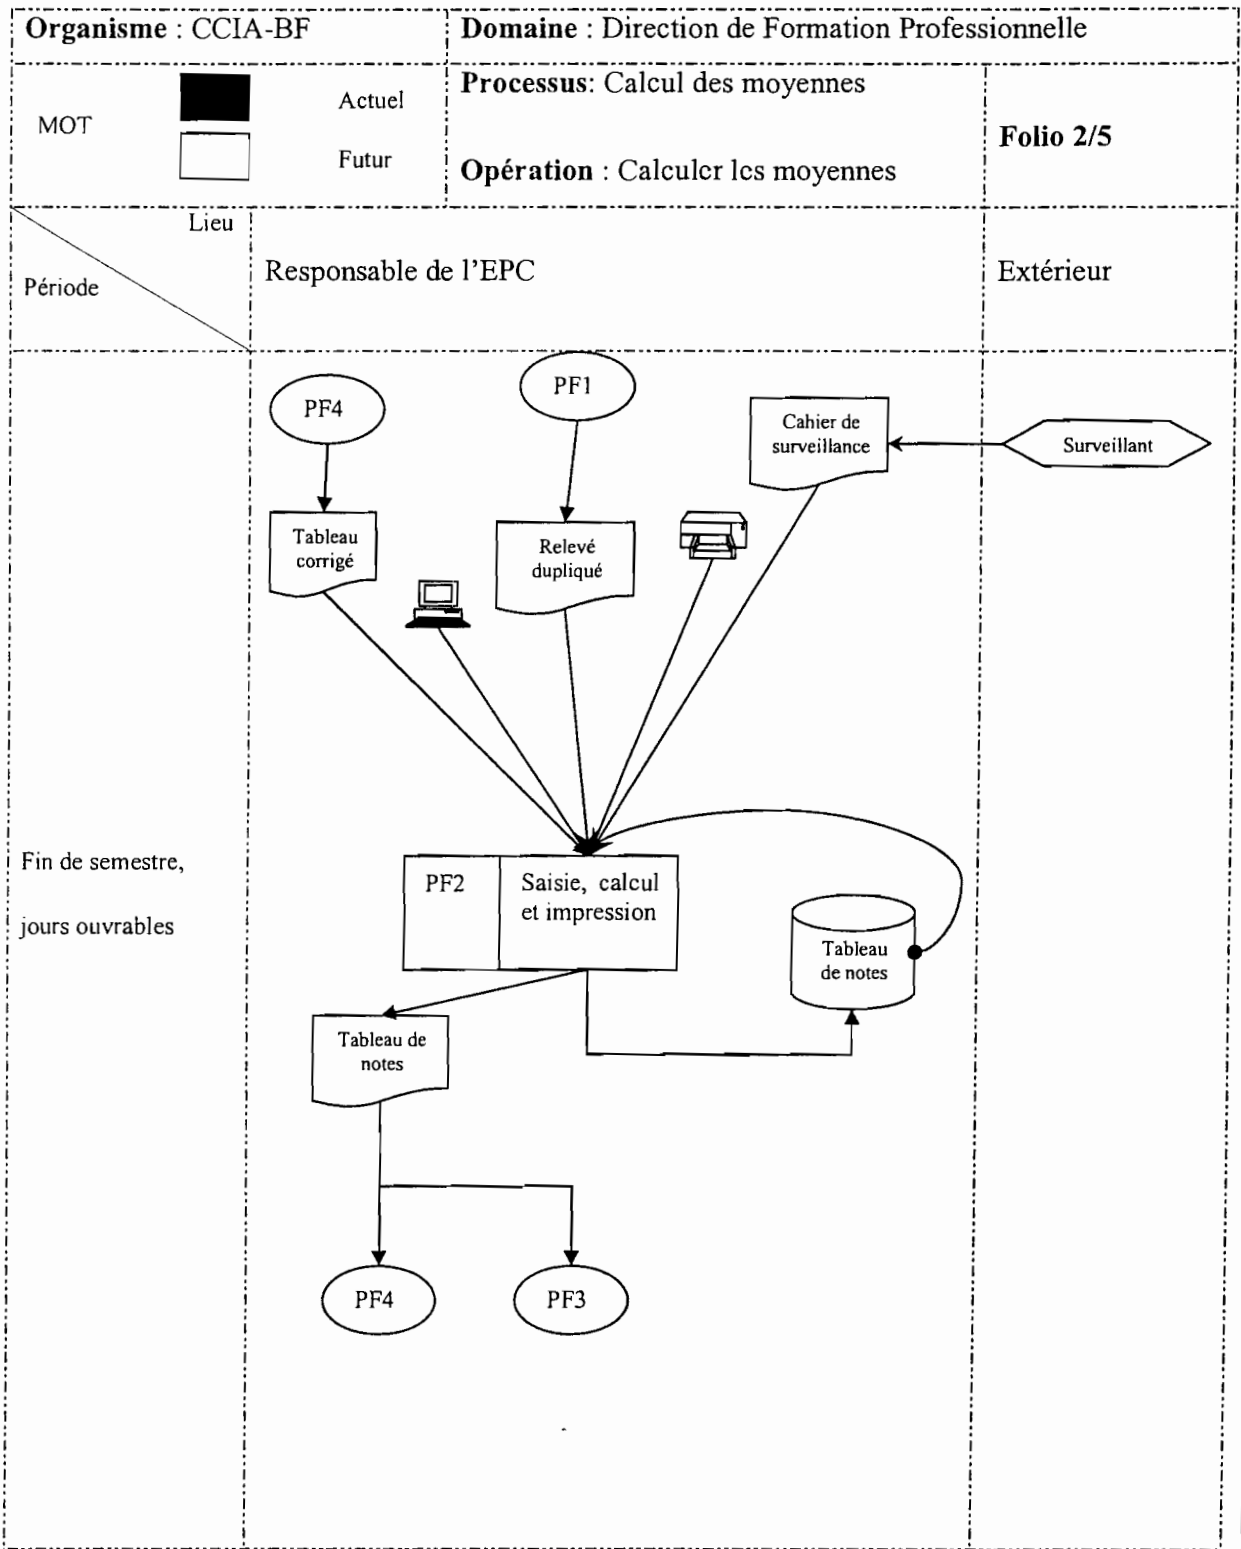 Organisme : CCIA-BF
Domaine : Direction de Formation Professionnelle
MOT
Actuel
Futur
Processus: Calcul des moyennes
Opération : Calculer les moyennes
Folio 2/5
Lieu
Période
Responsable de l'EPC
Extérieur
PF4
PF1
Cahier de
surveillance
Surveillant
Tableau
corrigé
Relevé
dupliqué
Fin de semestre,
jours ouvrables
PF2
Saisie, calcul
et impression
Tableau
de notes
Tableau de
notes
PF4
PF3